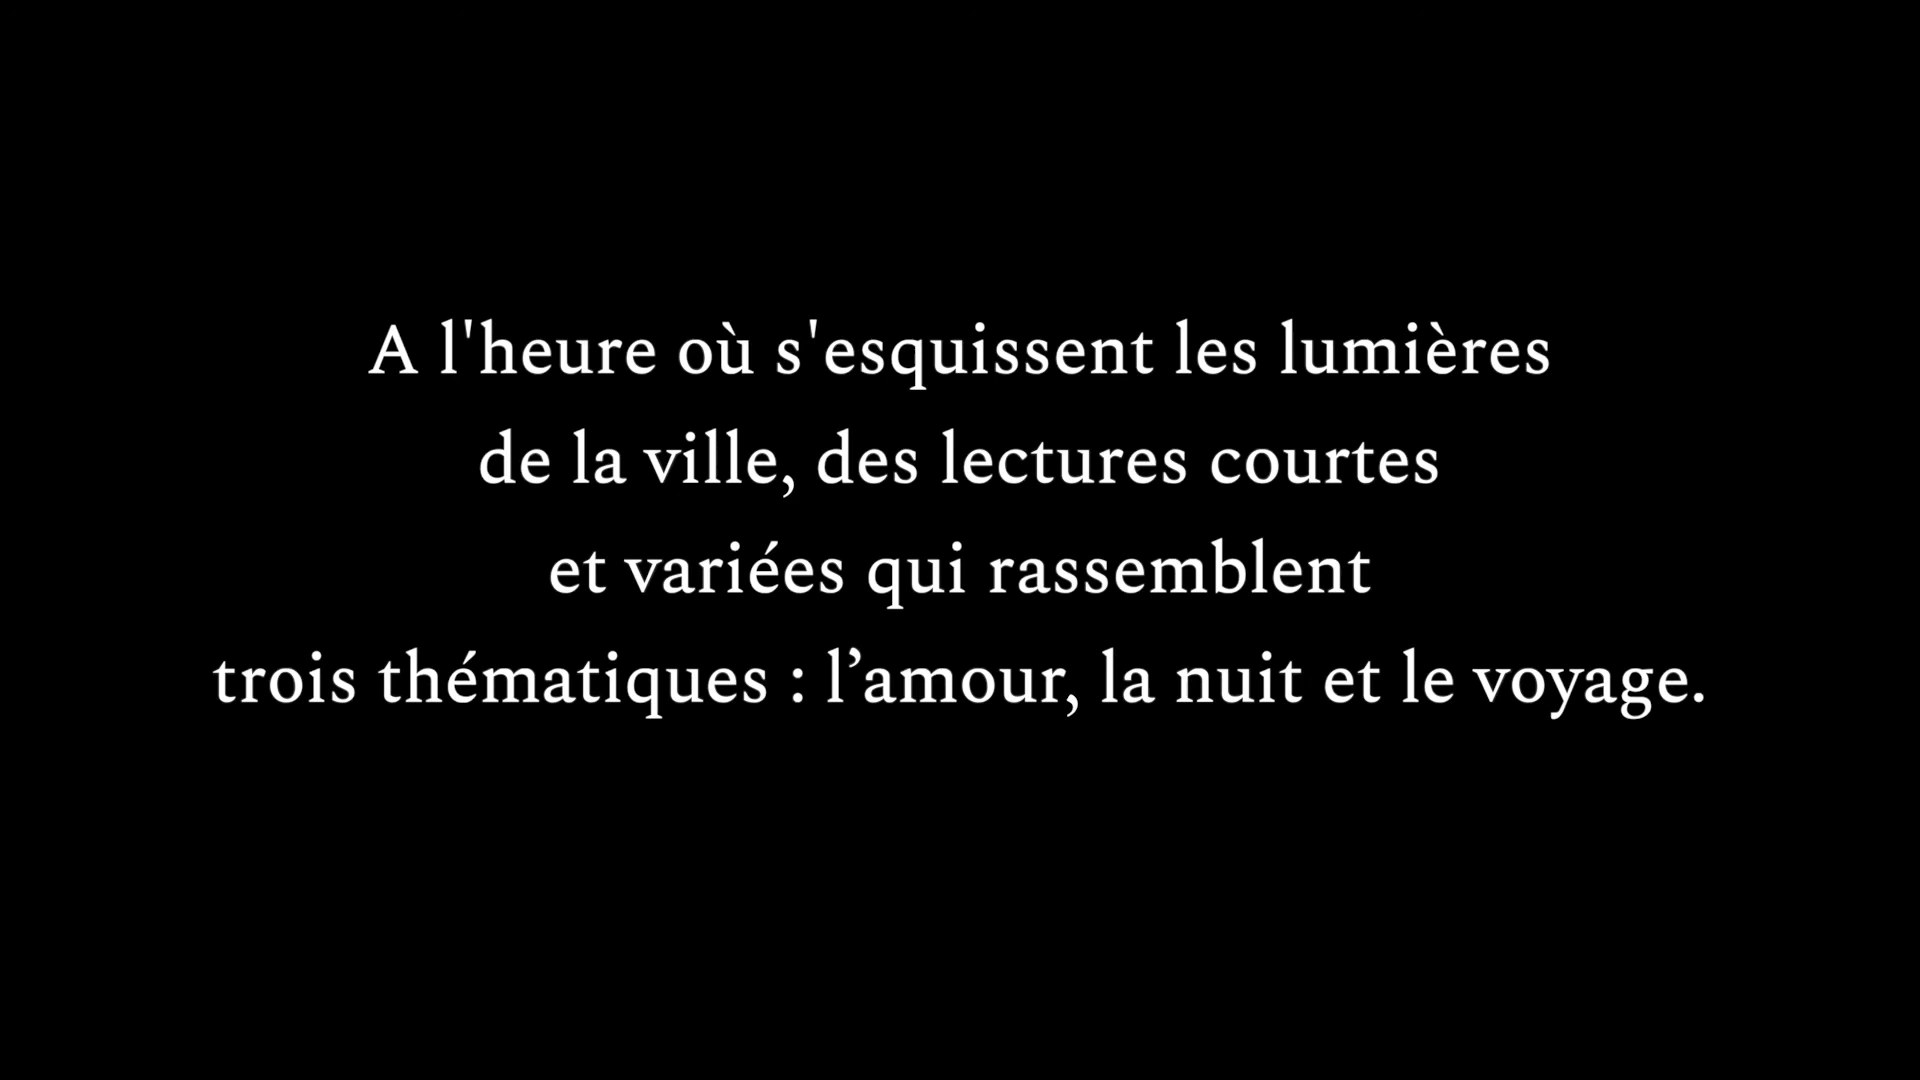 A l'heure où s'esquissent les lumières
de la ville, des lectures courtes
et variées qui rassemblent
trois thématiques : l’amour, la nuit et le voyage.